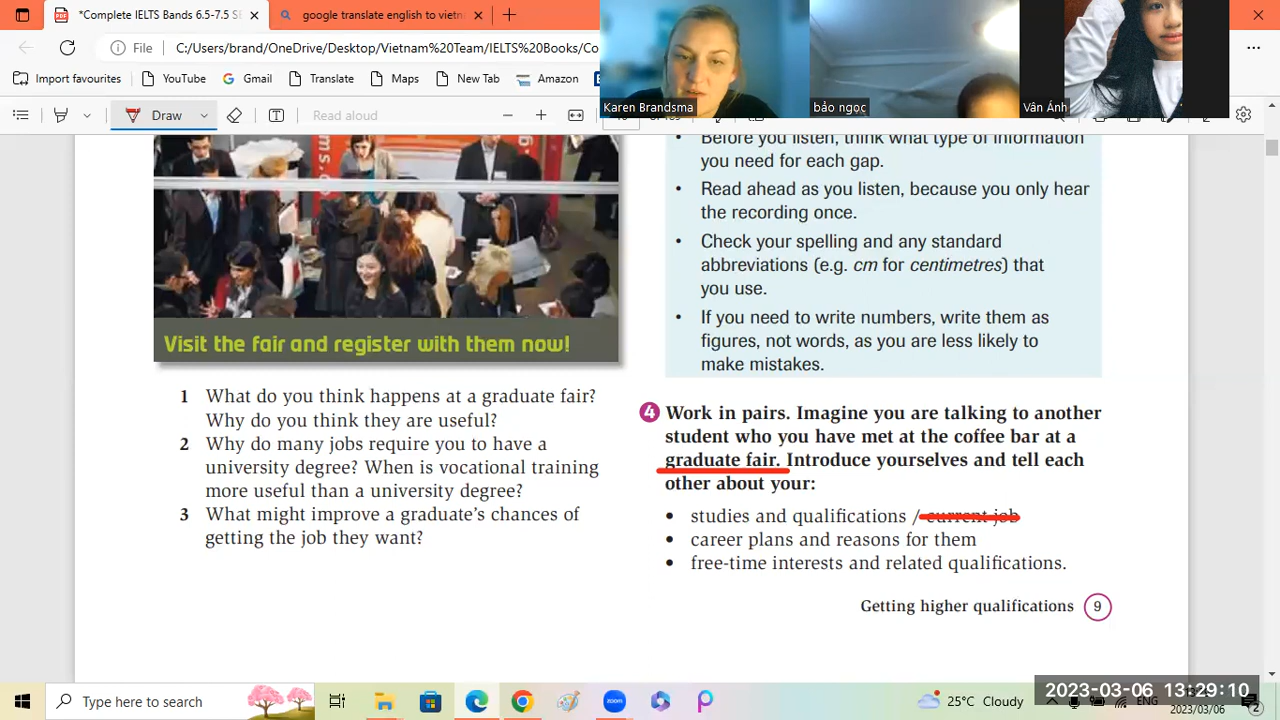 *Complete IELTS Bands 6.5-7.5 SE
google translate english to vietn
File
C:/Users/brand/OneDrive/Desktop/Vietnam%20Team/IELTS%20Books/Co
Import favourites
YouTube
Gmail
Translate
Maps
New Tab
Amazon
Draw
Read aloud
Karen Brandsma
bảo ngọc
Vân Ánh
Visit the fair and register with them now!
1 What do you think happens at a graduate fair?
Why do you think they are useful?
2 Why do many jobs require you to have a
university degree? When is vocational training
more useful than a university degree?
3 What might improve a graduate's chances of
getting the job they want?
• Before you listen, think what type of information
you need for each gap.
• Read ahead as you listen, because you only hear
the recording once.
• Check your spelling and any standard
abbreviations (e.g. cm for centimetres) that
you use.
• If you need to write numbers, write them as
figures, not words, as you are less likely to
make mistakes.
4 Work in pairs. Imagine you are talking to another
student who you have met at the coffee bar at a
graduate fair. Introduce yourselves and tell each
other about your:
• studies and qualifications / current job
• career plans and reasons for them
• free-time interests and related qualifications.
Getting higher qualifications 9
Type here to search
25°C Cloudy
ENG
2023-03-06 13:29:10
2023/03/06
2